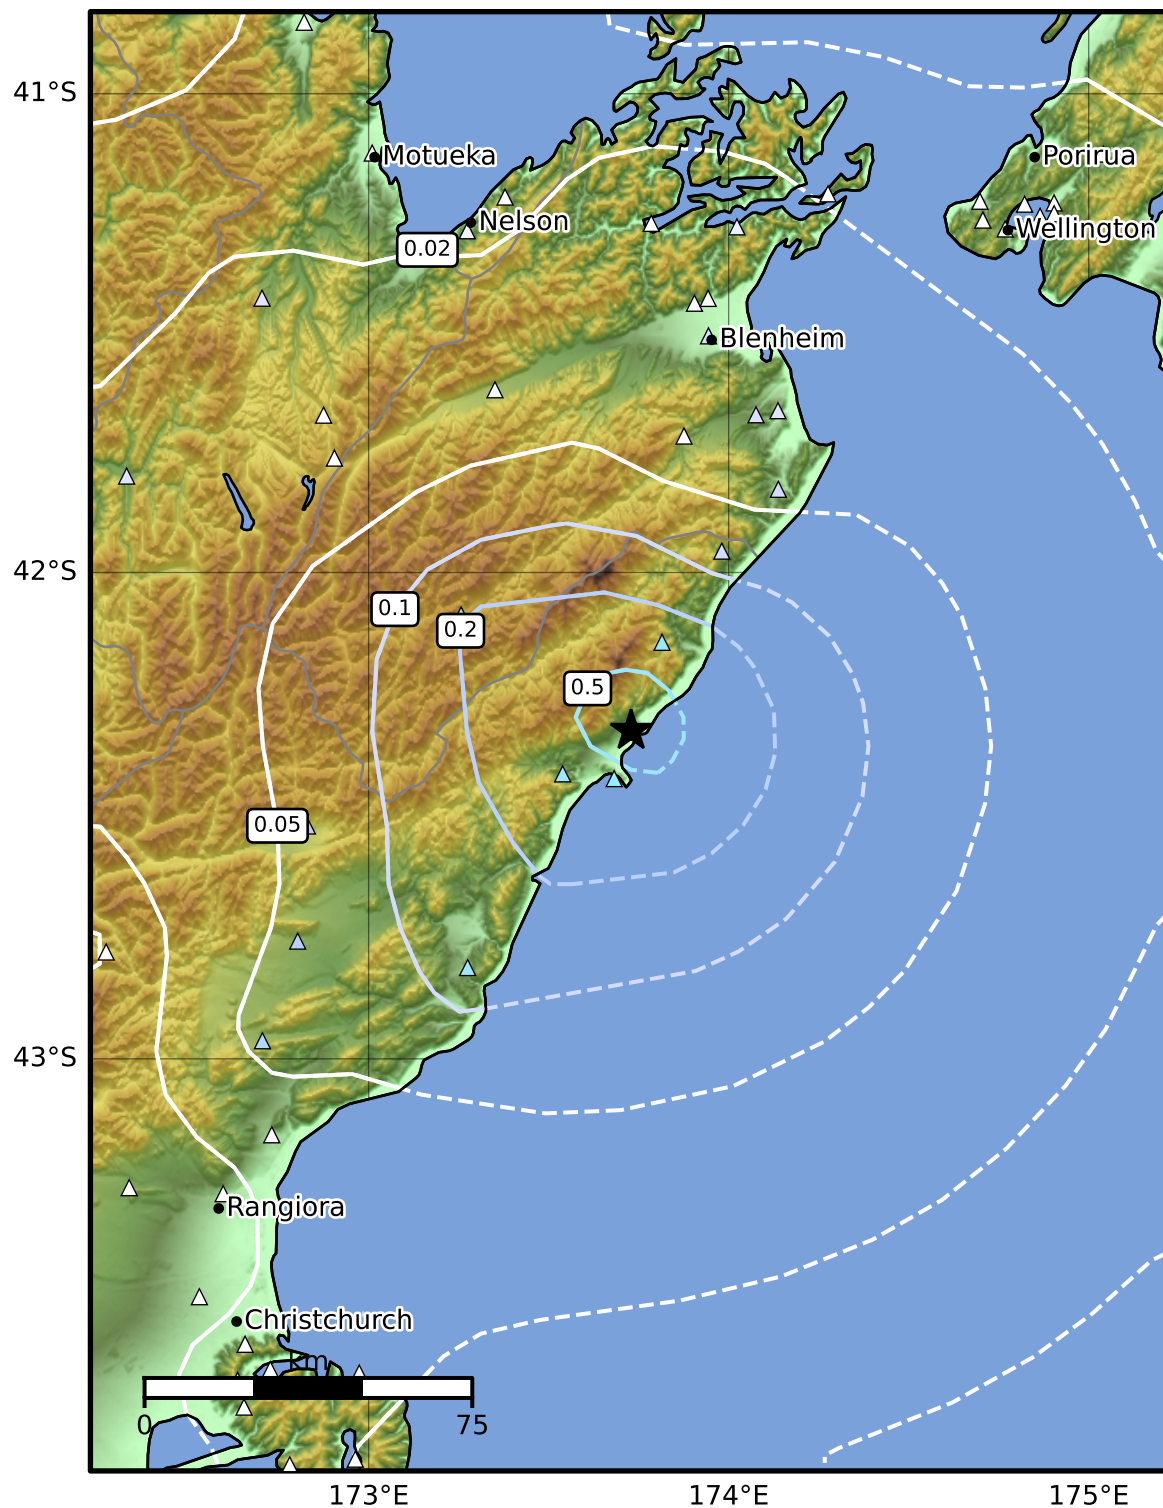 41°S
Motueka
Porirua
Nelson
Wellington
0.02
Blenheim
42°S
0.1
0.2
0.5
0.05
43°S
Rangiora
Christchurch
km
0
75
173°E
174°E
175°E